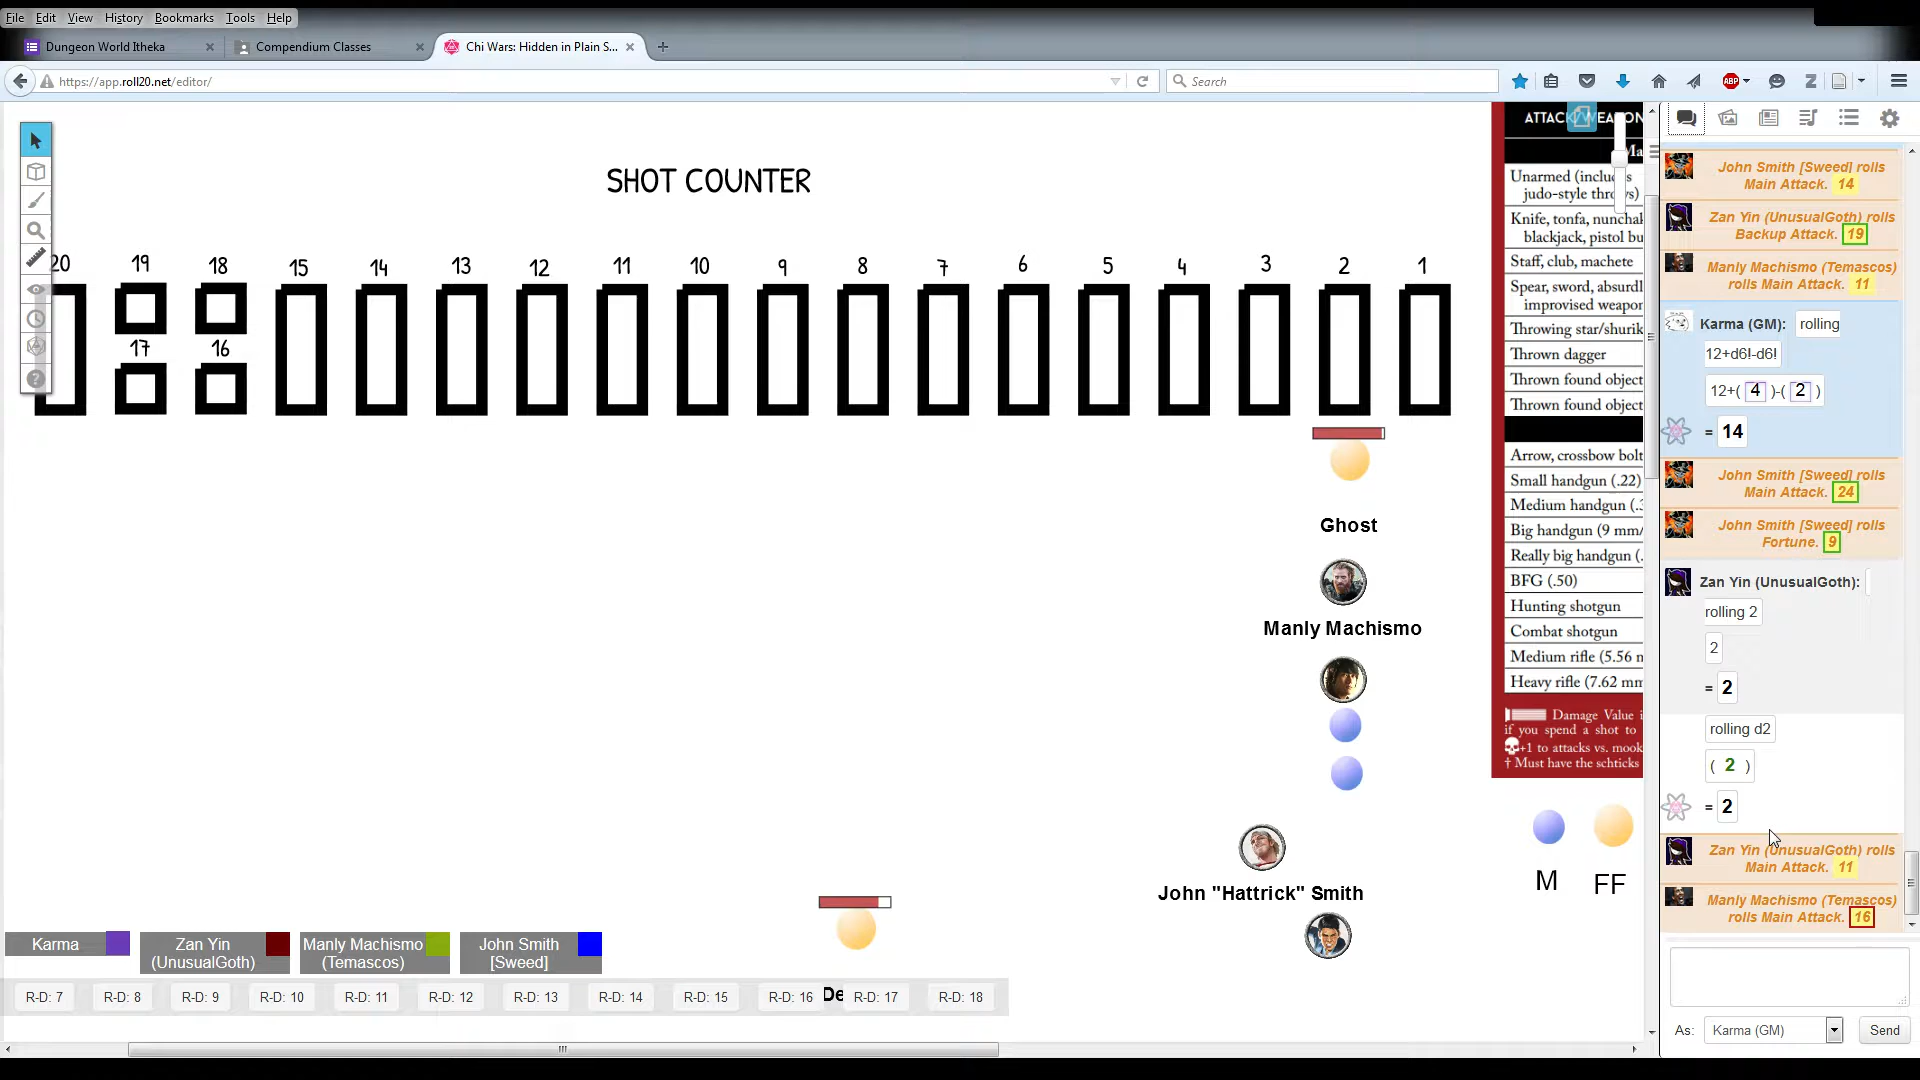 File Edit View History Bookmarks Tools Help
Dungeon World Itheka
Compendium Classes
Chi Wars: Hidden in Plain S...
https://app.roll20.net/editor/
Search
ABP
SHOT COUNTER
20 19 18 15 14 13 12 11 10 9 8 7 6 5 4 3 2 1
17 16
Ghost
Manly Machismo
John "Hattrick" Smith
De
M FF
Karma
Zan Yin
(UnusualGoth)
Manly Machismo
(Temascos)
John Smith
[Sweed]
R-D: 7 R-D: 8 R-D: 9 R-D: 10 R-D: 11 R-D: 12 R-D: 13 R-D: 14 R-D: 15 R-D: 16 R-D: 17 R-D: 18
Ma
Unarmed (includes
judo-style throws)
Knife, tonfa, nunchak
blackjack, pistol bu
Staff, club, machete
Spear, sword, absurdl
improvised weapon
Throwing star/shurik
Thrown dagger
Thrown found object
Thrown found object
Arrow, crossbow bolt
Small handgun (.22)
Medium handgun (.3
Big handgun (9 mm/
Really big handgun (.
BFG (.50)
Hunting shotgun
Combat shotgun
Medium rifle (5.56 m
Heavy rifle (7.62 mm
Damage Value i
if you spend a shot to
+1 to attacks vs. mook
† Must have the schticks
John Smith [Sweed] rolls
Main Attack. 14
Zan Yin (UnusualGoth) rolls
Backup Attack. 19
Manly Machismo (Temascos)
rolls Main Attack. 11
Karma (GM): rolling
12+d6!-d6!
12+( 4 )-( 2 )
= 14
John Smith [Sweed] rolls
Main Attack. 24
John Smith [Sweed] rolls
Fortune. 9
Zan Yin (UnusualGoth):
rolling 2
2
= 2
rolling d2
( 2 )
= 2
Zan Yin (UnusualGoth) rolls
Main Attack. 11
Manly Machismo (Temascos)
rolls Main Attack. 16
As: Karma (GM) Send